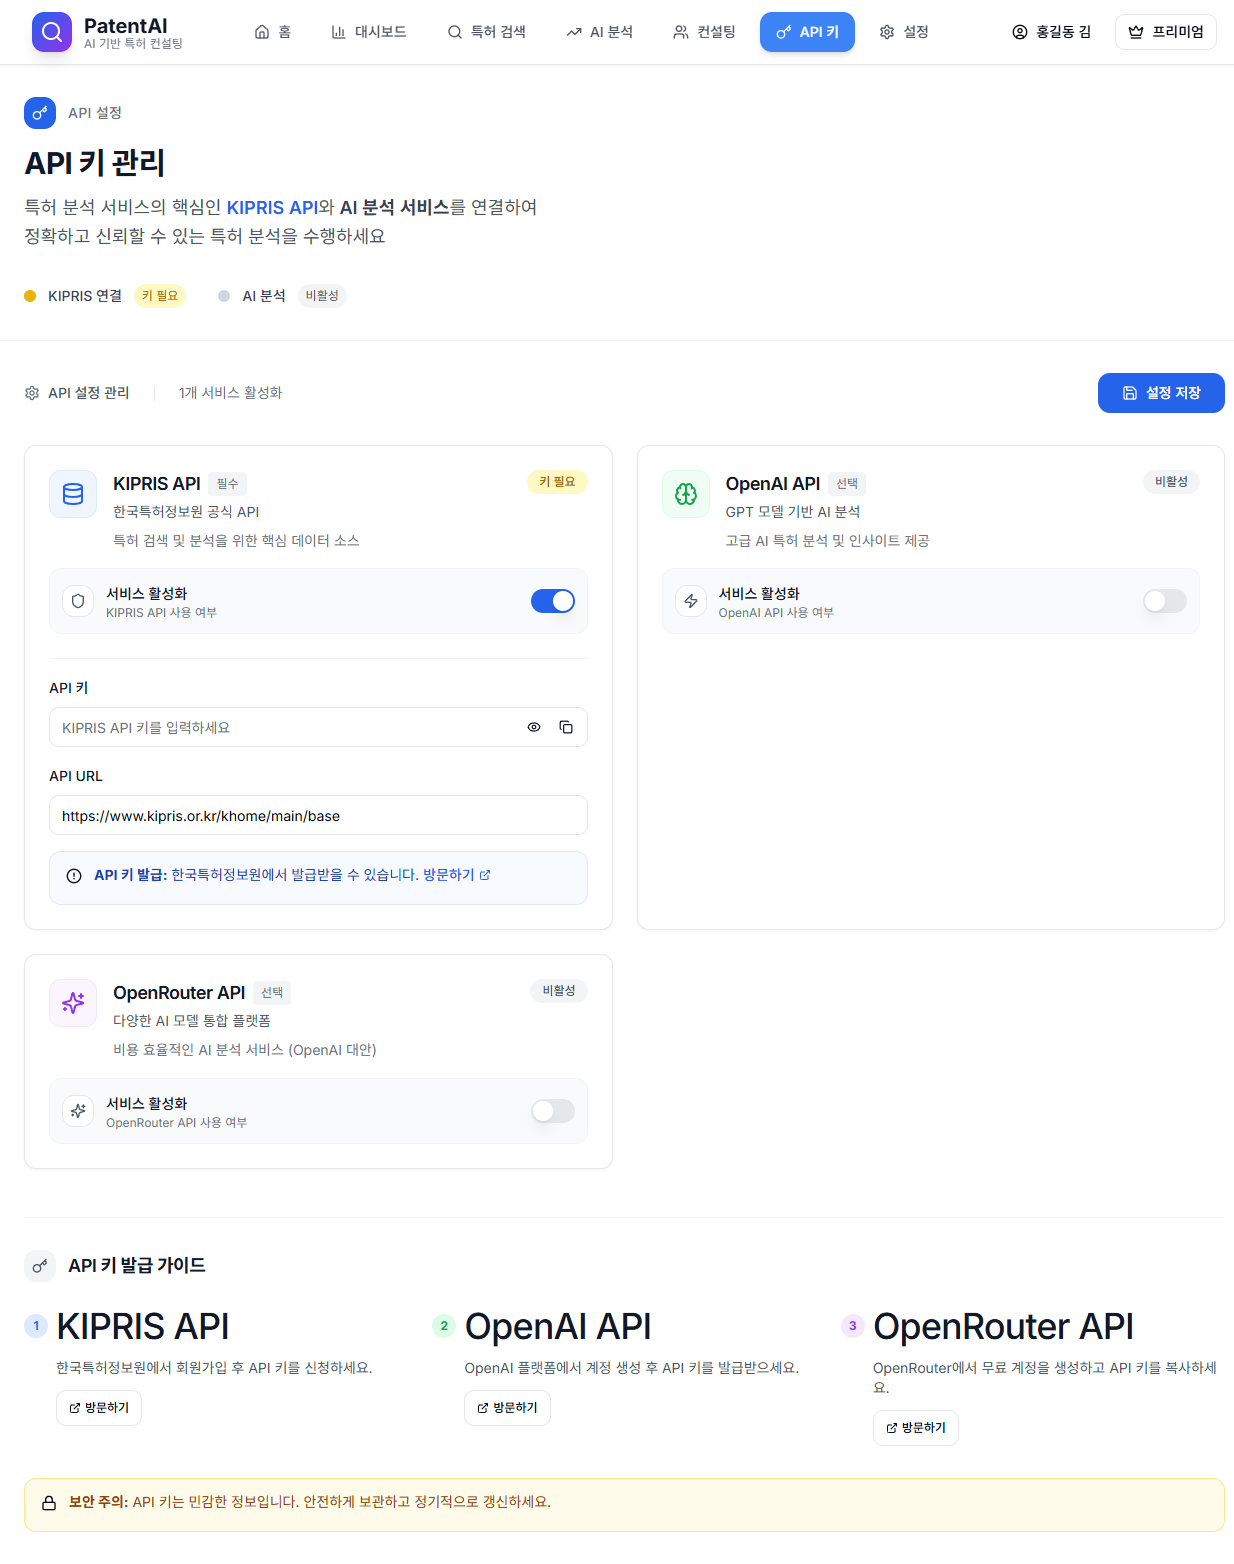 PatentAI
AI 기반 특허 컨설팅
홈
대시보드
특허 검색
AI 분석
컨설팅
API 키
설정
홍길동 김
프리미엄
API 설정
API 키 관리
특허 분석 서비스의 핵심인 KIPRIS API와 AI 분석 서비스를 연결하여
정확하고 신뢰할 수 있는 특허 분석을 수행하세요
KIPRIS 연결 키 필요 AI 분석 비활성
API 설정 관리 1개 서비스 활성화
설정 저장
KIPRIS API 필수
키 필요
한국특허정보원 공식 API
특허 검색 및 분석을 위한 핵심 데이터 소스
서비스 활성화
KIPRIS API 사용 여부
API 키
KIPRIS API 키를 입력하세요
API URL
https://www.kipris.or.kr/khome/main/base
API 키 발급: 한국특허정보원에서 발급받을 수 있습니다. 방문하기
OpenAI API 선택
비활성
GPT 모델 기반 AI 분석
고급 AI 특허 분석 및 인사이트 제공
서비스 활성화
OpenAI API 사용 여부
OpenRouter API 선택
비활성
다양한 AI 모델 통합 플랫폼
비용 효율적인 AI 분석 서비스 (OpenAI 대안)
서비스 활성화
OpenRouter API 사용 여부
API 키 발급 가이드
1 KIPRIS API
한국특허정보원에서 회원가입 후 API 키를 신청하세요.
방문하기
2 OpenAI API
OpenAI 플랫폼에서 계정 생성 후 API 키를 발급받으세요.
방문하기
3 OpenRouter API
OpenRouter에서 무료 계정을 생성하고 API 키를 복사하세
요.
방문하기
보안 주의: API 키는 민감한 정보입니다. 안전하게 보관하고 정기적으로 갱신하세요.